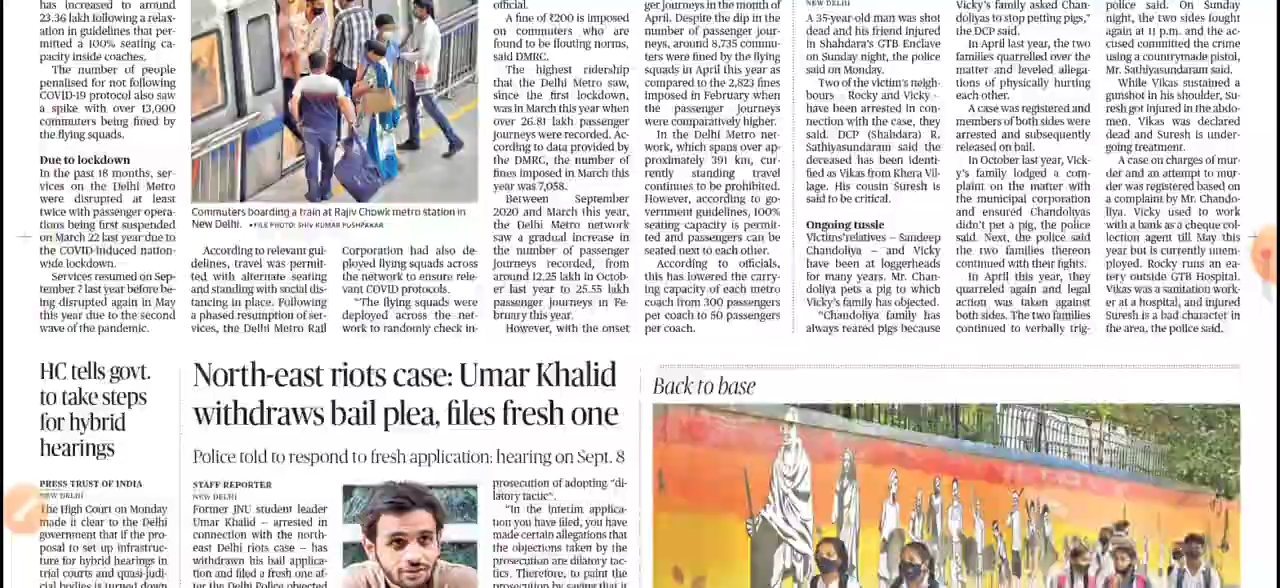 has increased to around
23.36 lakh following a relax-
ation in guidelines that per-
mitted a 100% seating ca-
pacity inside coaches.
The number of people
penalised for not following
COVID-19 protocol also saw
a spike with over 13,000
commuters being fined by
the flying squads.
Due to lockdown
In the past 18 months, ser-
vices on the Delhi Metro
were disrupted at least
twice with passenger opera-
tions being first suspended
on March 22 last year due to
the COVID-induced nation-
wide lockdown.
Services resumed on Sep-
tember 7 last year before be-
ing disrupted again in May
this year due to the second
wave of the pandemic.
Commuters boarding a train at Rajiv Chowk metro station in
New Delhi. •FILE PHOTO: SHIV KUMAR PUSHPAKAR
According to relevant gui-
delines, travel was permit-
ted with alternate seating
and standing with social dis-
tancing in place. Following
a phased resumption of ser-
vices, the Delhi Metro Rail
Corporation had also de-
ployed flying squads across
the network to ensure rele-
vant COVID protocols.
“The flying squads were
deployed across the net-
work to randomly check in-
official.
A fine of ₹200 is imposed
on commuters who are
found to be flouting norms,
said DMRC.
The highest ridership
that the Delhi Metro saw,
since the first lockdown,
was in March this year when
over 26.81 lakh passenger
journeys were recorded. Ac-
cording to data provided by
the DMRC, the number of
fines imposed in March this
year was 7,058.
Between September
2020 and March this year,
the Delhi Metro network
saw a gradual increase in
the number of passenger
journeys recorded, from
around 12.25 lakh in Octob-
er last year to 25.55 lakh
passenger journeys in Fe-
bruary this year.
However, with the onset
ger journeys in the month of
April. Despite the dip in the
number of passenger jour-
neys, around 8,735 commu-
ters were fined by the flying
squads in April this year as
compared to the 2,823 fines
imposed in February when
the passenger journeys
were comparatively higher.
In the Delhi Metro net-
work, which spans over ap-
proximately 391 km, cur-
rently standing travel
continues to be prohibited.
However, according to go-
vernment guidelines, 100%
seating capacity is permit-
ted and passengers can be
seated next to each other.
According to officials,
this has lowered the carry-
ing capacity of each metro
coach from 300 passengers
per coach to 50 passengers
per coach.
NEW DELHI
A 35-year-old man was shot
dead and his friend injured
in Shahdara's GTB Enclave
on Sunday night, the police
said on Monday.
Two of the victim's neigh-
bours – Rocky and Vicky –
have been arrested in con-
nection with the case, they
said. DCP (Shahdara) R.
Sathiyasundaram said the
deceased has been identi-
fied as Vikas from Khera Vil-
lage. His cousin Suresh is
said to be critical.
Ongoing tussle
Victims' relatives – Sandeep
Chandoliya – and Vicky
have been at loggerheads
for many years. Mr. Chan-
doliya pets a pig to which
Vicky's family has objected.
“Chandoliya family has
always reared pigs because
Vicky's family asked Chan-
doliyas to stop petting pigs,”
the DCP said.
In April last year, the two
families quarrelled over the
matter and leveled allega-
tions of physically hurting
each other.
A case was registered and
members of both sides were
arrested and subsequently
released on bail.
In October last year, Vick-
y's family lodged a com-
plaint on the matter with
the municipal corporation
and ensured Chandoliyas
didn't pet a pig, the police
said. Next, the police said
the two families thereon
continued with their fights.
In April this year, they
quarreled again and legal
action was taken against
both sides. The two families
continued to verbally trig-
police said. On Sunday
night, the two sides fought
again at 11 p.m. and the ac-
cused committed the crime
using a countrymade pistol,
Mr. Sathiyasundaram said.
While Vikas sustained a
gunshot in his shoulder, Su-
resh got injured in the abdo-
men. Vikas was declared
dead and Suresh is under-
going treatment.
A case on charges of mur-
der and an attempt to mur-
der was registered based on
a complaint by Mr. Chando-
liya. Vicky used to work
with a bank as a cheque col-
lection agent till May this
year but is currently unem-
ployed. Rocky runs an ea-
tery outside GTB Hospital.
Vikas was a sanitation work-
er at a hospital, and injured
Suresh is a bad character in
the area, the police said.
HC tells govt.
to take steps
for hybrid
hearings
PRESS TRUST OF INDIA
NEW DELHI
The High Court on Monday
made it clear to the Delhi
government that if the pro-
posal to set up infrastruc-
ture for hybrid hearings in
trial courts and quasi-judi-
cial bodies is turned down
North-east riots case: Umar Khalid
withdraws bail plea, files fresh one
Police told to respond to fresh application; hearing on Sept. 8
STAFF REPORTER
NEW DELHI
Former JNU student leader
Umar Khalid – arrested in
connection with the north-
east Delhi riots case – has
withdrawn his bail applica-
tion and filed a fresh one af-
ter the Delhi Police objected
prosecution of adopting “di-
latory tactic”.
“In the interim applica-
tion you have filed, you have
made certain allegations that
the objections taken by the
prosecution are dilatory tac-
tics. Therefore, to paint the
prosecution by saying that it
Back to base